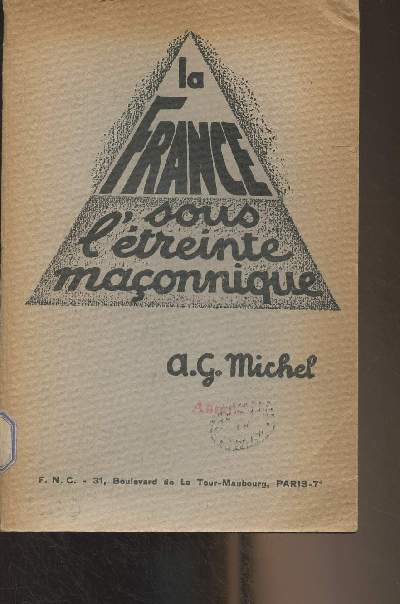 la
FRANCE
sous
l'étreinte
maçonnique
A.G. Michel
F. N. C. - 31, Boulevard de La Tour-Maubourg, PARIS-7e